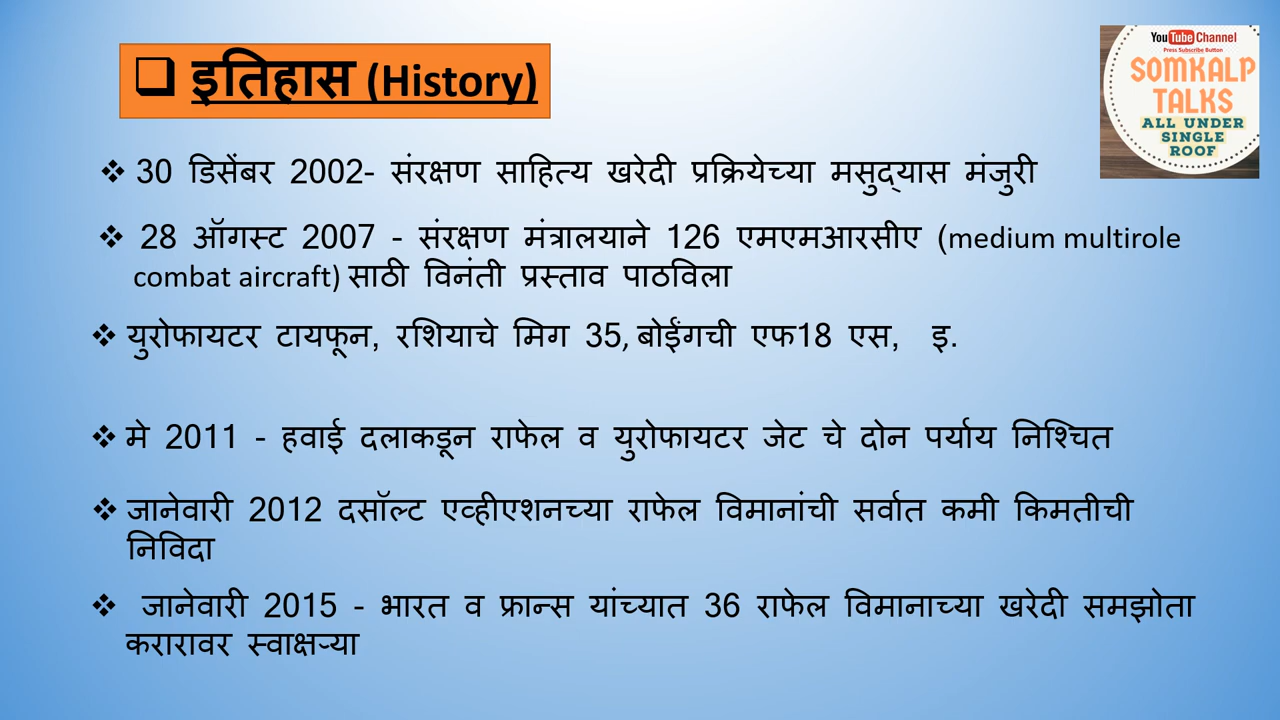 इतिहास (History)
YouTube Channel
Press Subscribe Button
SOMKALP
TALKS
ALL UNDER
SINGLE
ROOF
30 डिसेंबर 2002- संरक्षण साहित्य खरेदी प्रक्रियेच्या मसुद्यास मंजुरी
28 ऑगस्ट 2007 - संरक्षण मंत्रालयाने 126 एमएमआरसीए (medium multirole
combat aircraft) साठी विनंती प्रस्ताव पाठविला
युरोफायटर टायफून, रशियाचे मिग 35, बोईंगची एफ18 एस, इ.
मे 2011 - हवाई दलाकडून राफेल व युरोफायटर जेट चे दोन पर्याय निश्चित
जानेवारी 2012 दसॉल्ट एव्हीएशनच्या राफेल विमानांची सर्वात कमी किमतीची
निविदा
जानेवारी 2015 - भारत व फ्रान्स यांच्यात 36 राफेल विमानाच्या खरेदी समझोता
करारावर स्वाक्षऱ्या